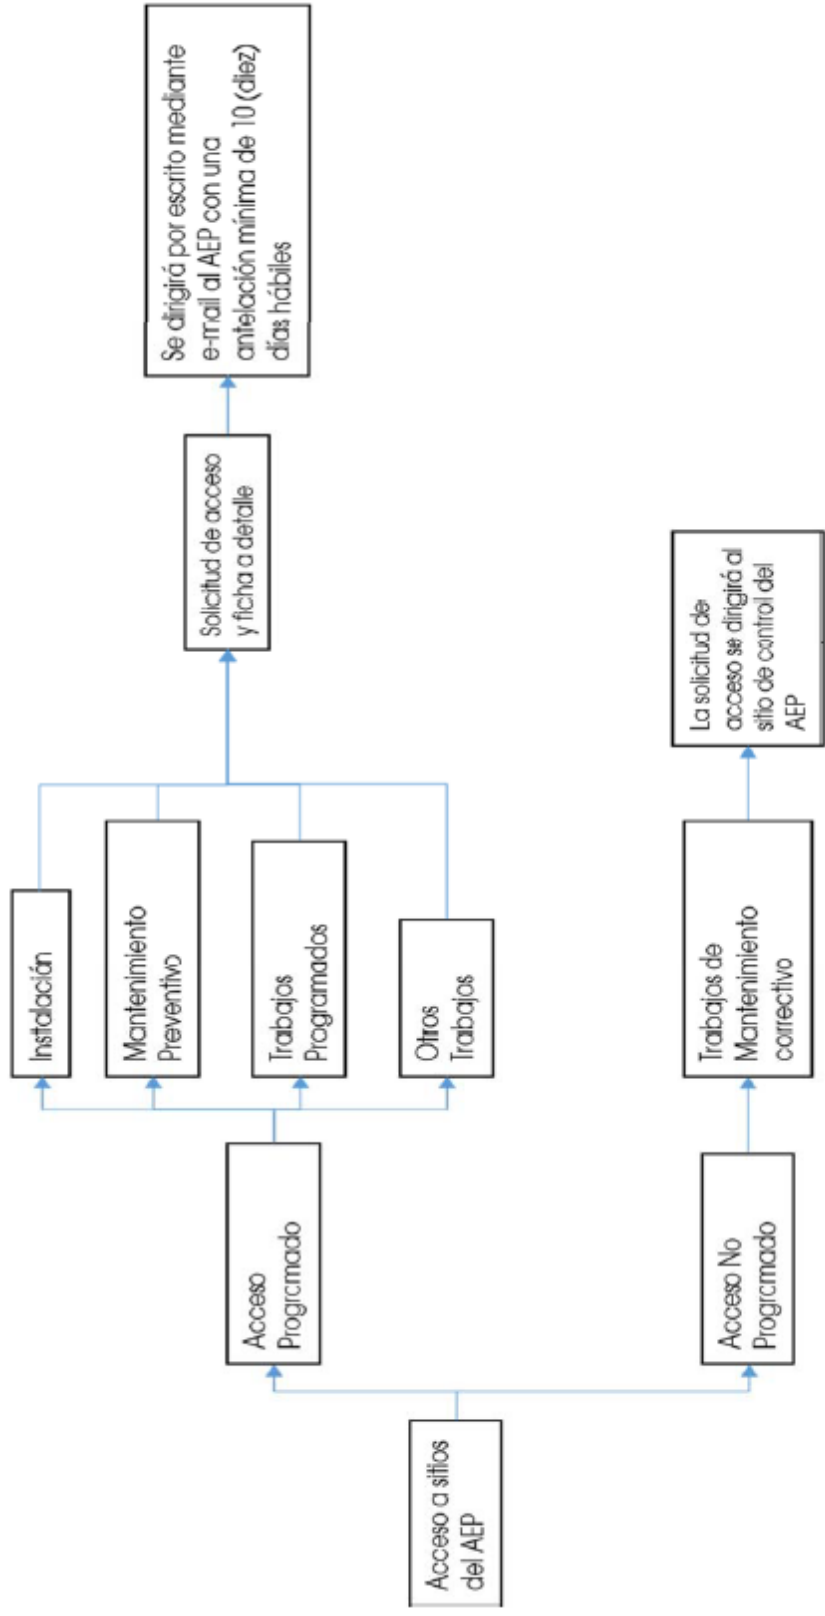 Acceso a sitios
del AEP
Acceso
Programado
Instalación
Mantenimiento
Preventivo
Trabajos
Programados
Otros
Trabajos
Solicitud de acceso
y ficha a detalle
Se dirigirá por escrito mediante
e-mail al AEP con una
antelación mínima de 10 (diez)
días hábiles
Acceso No
Programado
Trabajos de
Mantenimiento
correctivo
La solicitud de
acceso se dirigirá al
sitio de control del
AEP